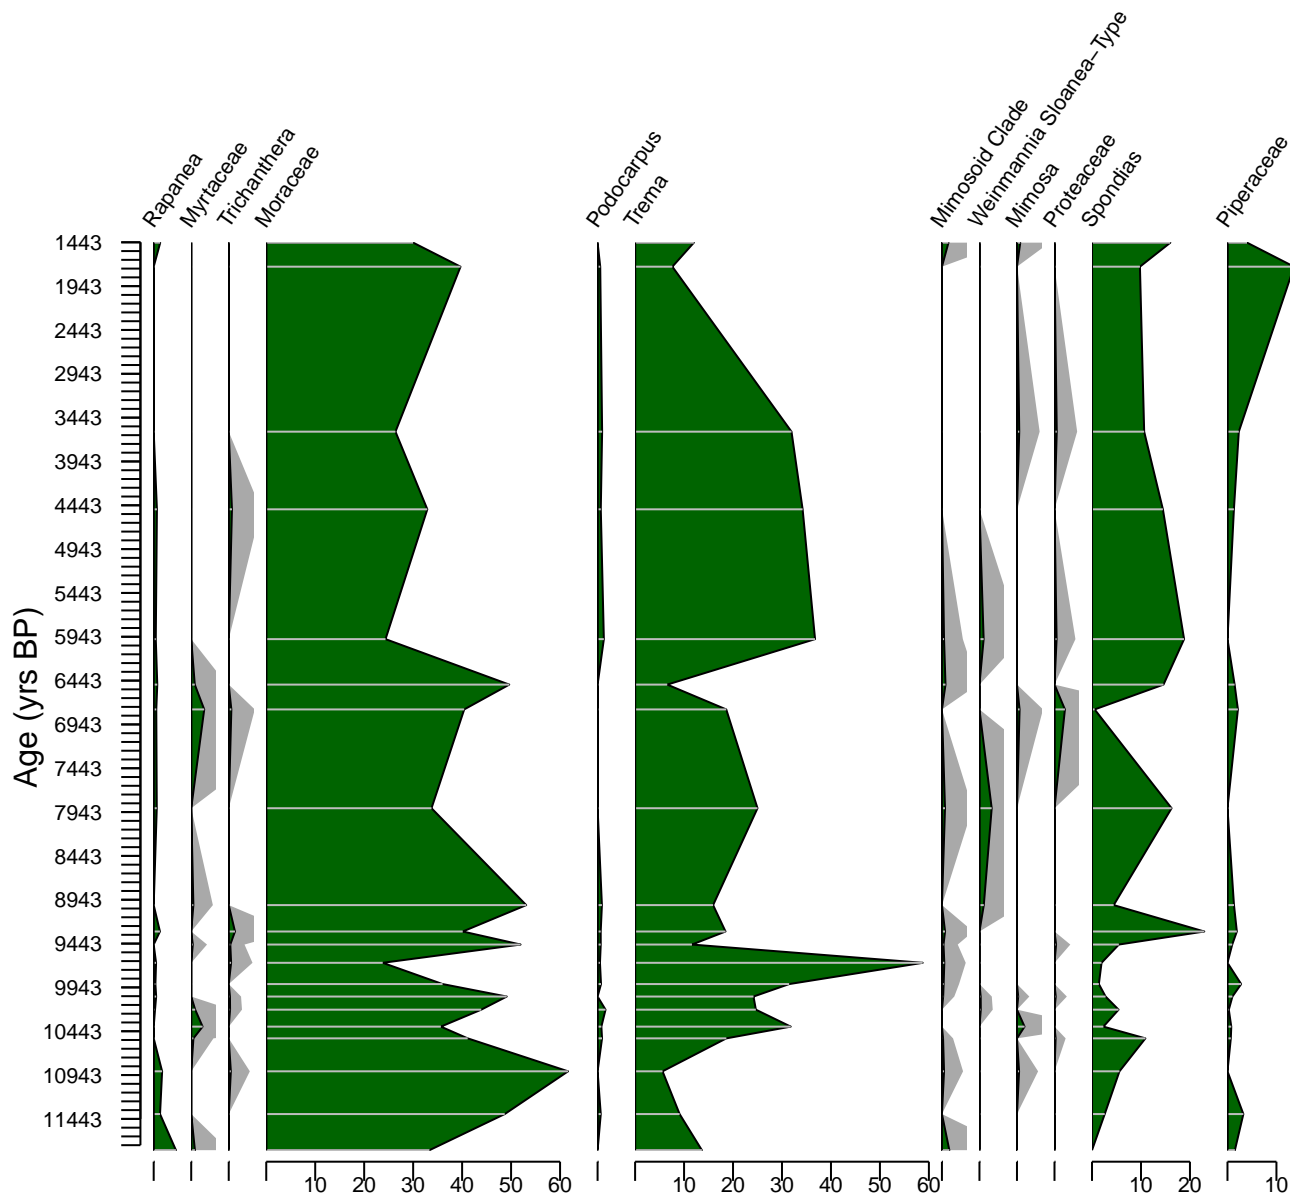 Rapanea
Myrtaceae
Trichanthera
Moraceae
Podocarpus
Trema
Mimosoid Clade
Weinmannia Sloanea−Type
Mimosa
Proteaceae
Spondias
Piperaceae
Age (yrs BP)
1443
1943
2443
2943
3443
3943
4443
4943
5443
5943
6443
6943
7443
7943
8443
8943
9443
9943
10443
10943
11443
10 20 30 40 50 60
10 20 30 40 50 60
10 20
10